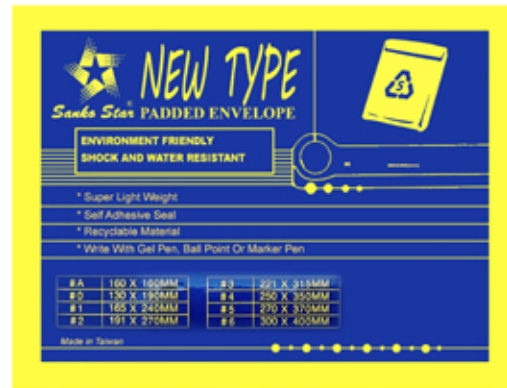 NEW TYPE
Sanko Star PADDED ENVELOPE
ENVIRONMENT FRIENDLY
SHOCK AND WATER RESISTANT
* Super Light Weight
* Self Adhesive Seal
* Recyclable Material
* Write With Gel Pen, Ball Point Or Marker Pen
# A 160 X 160MM # 3 221 X 315MM
# 0 130 X 190MM # 4 250 X 350MM
# 1 165 X 240MM # 5 270 X 370MM
# 2 191 X 270MM # 6 300 X 400MM
Made in Taiwan